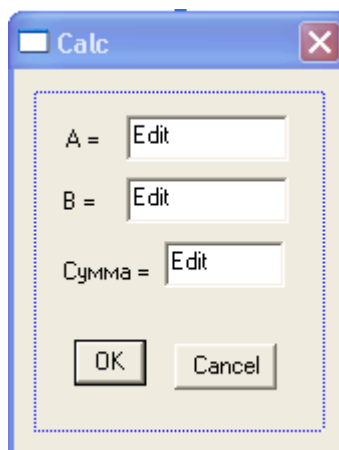 Calc
A = Edit
B = Edit
Сумма = Edit
OK Cancel